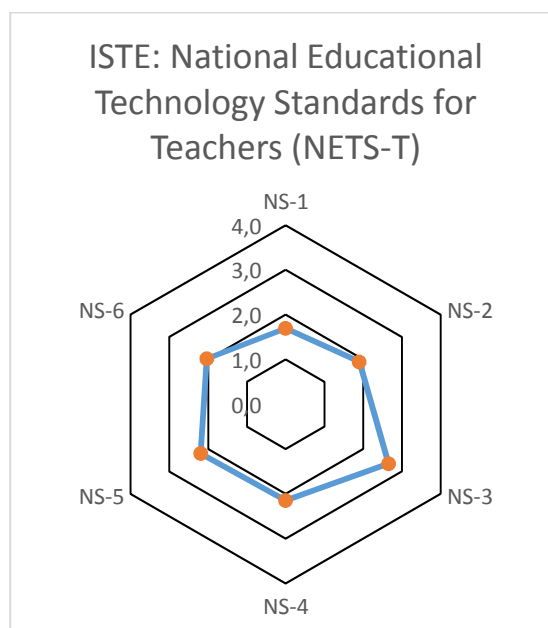 ISTE: National Educational
Technology Standards for
Teachers (NETS-T)
NS-1
4,0
3,0
NS-6
NS-2
2,0
1,0
0,0
NS-5
NS-3
NS-4